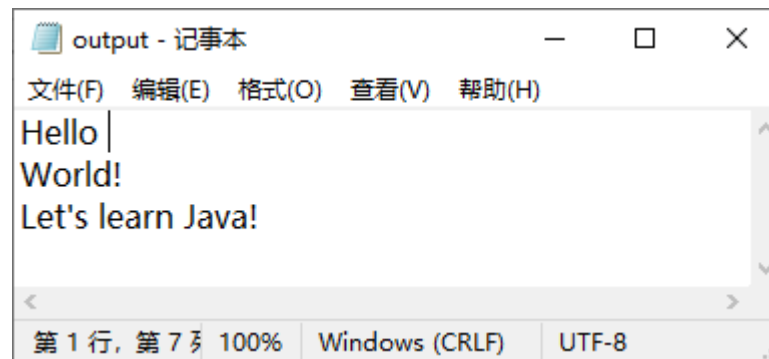 output - 记事本
文件(F) 编辑(E) 格式(O) 查看(V) 帮助(H)
Hello
World!
Let's learn Java!
第 1 行, 第 7 100% Windows (CRLF) UTF-8